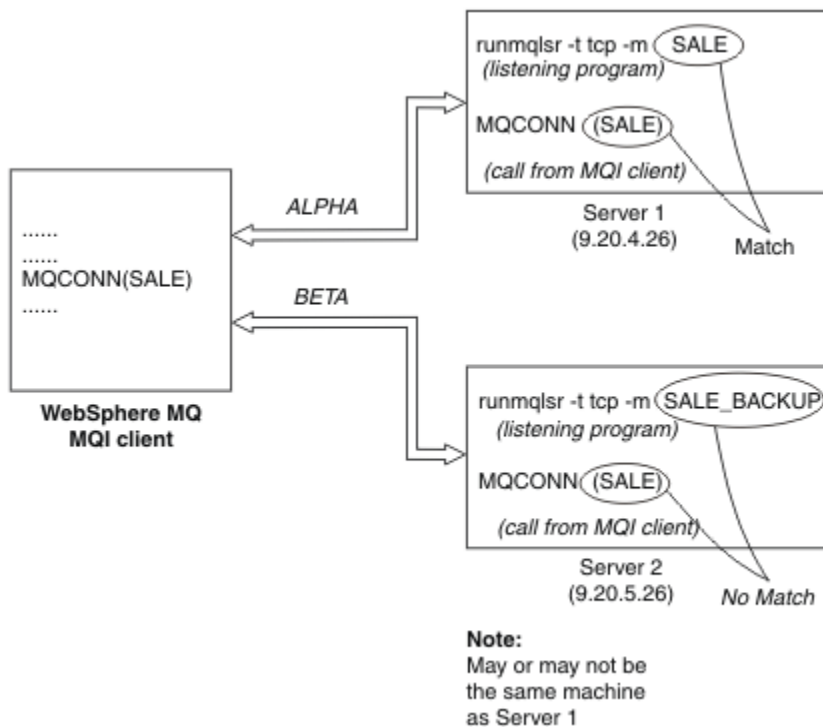 runmqlsr -t tcp -m SALE
(listening program)
MQCONN (SALE)
(call from MQI client)
Server 1
(9.20.4.26)
Match
ALPHA
......
......
MQCONN(SALE)
......
BETA
WebSphere MQ
MQI client
runmqlsr -t tcp -m SALE_BACKUP
(listening program)
MQCONN (SALE)
(call from MQI client)
Server 2
(9.20.5.26)
No Match
Note:
May or may not be
the same machine
as Server 1